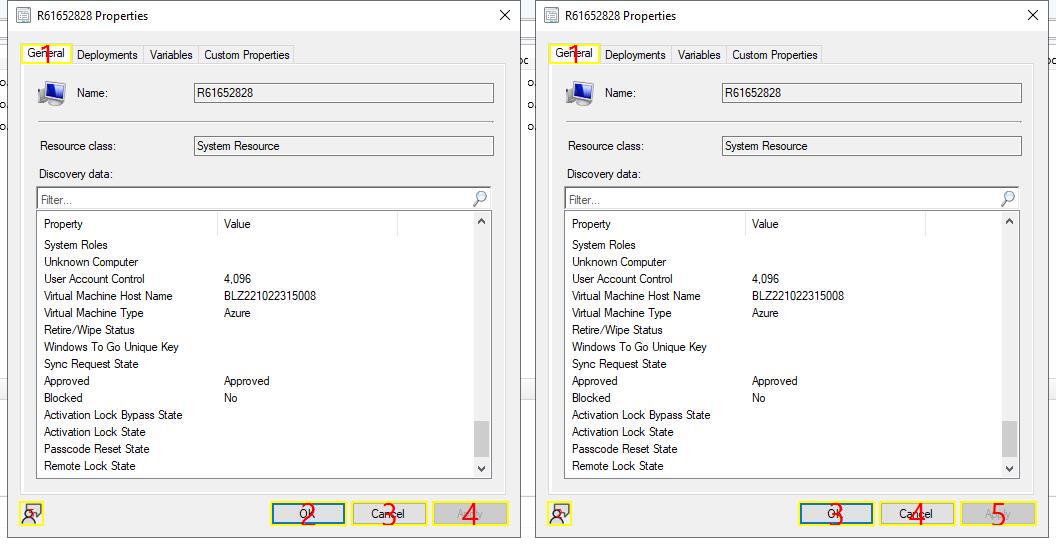 R61652828 Properties
General Deployments Variables Custom Properties
1
Name: R61652828
Resource class: System Resource
Discovery data:
Filter...
Property Value
System Roles
Unknown Computer
User Account Control 4,096
Virtual Machine Host Name BLZ221022315008
Virtual Machine Type Azure
Retire/Wipe Status
Windows To Go Unique Key
Sync Request State
Approved Approved
Blocked No
Activation Lock Bypass State
Activation Lock State
Passcode Reset State
Remote Lock State
OK Cancel Apply
2 3 4
R61652828 Properties
General Deployments Variables Custom Properties
1
Name: R61652828
Resource class: System Resource
Discovery data:
Filter...
Property Value
System Roles
Unknown Computer
User Account Control 4,096
Virtual Machine Host Name BLZ221022315008
Virtual Machine Type Azure
Retire/Wipe Status
Windows To Go Unique Key
Sync Request State
Approved Approved
Blocked No
Activation Lock Bypass State
Activation Lock State
Passcode Reset State
Remote Lock State
OK Cancel Apply
3 4 5